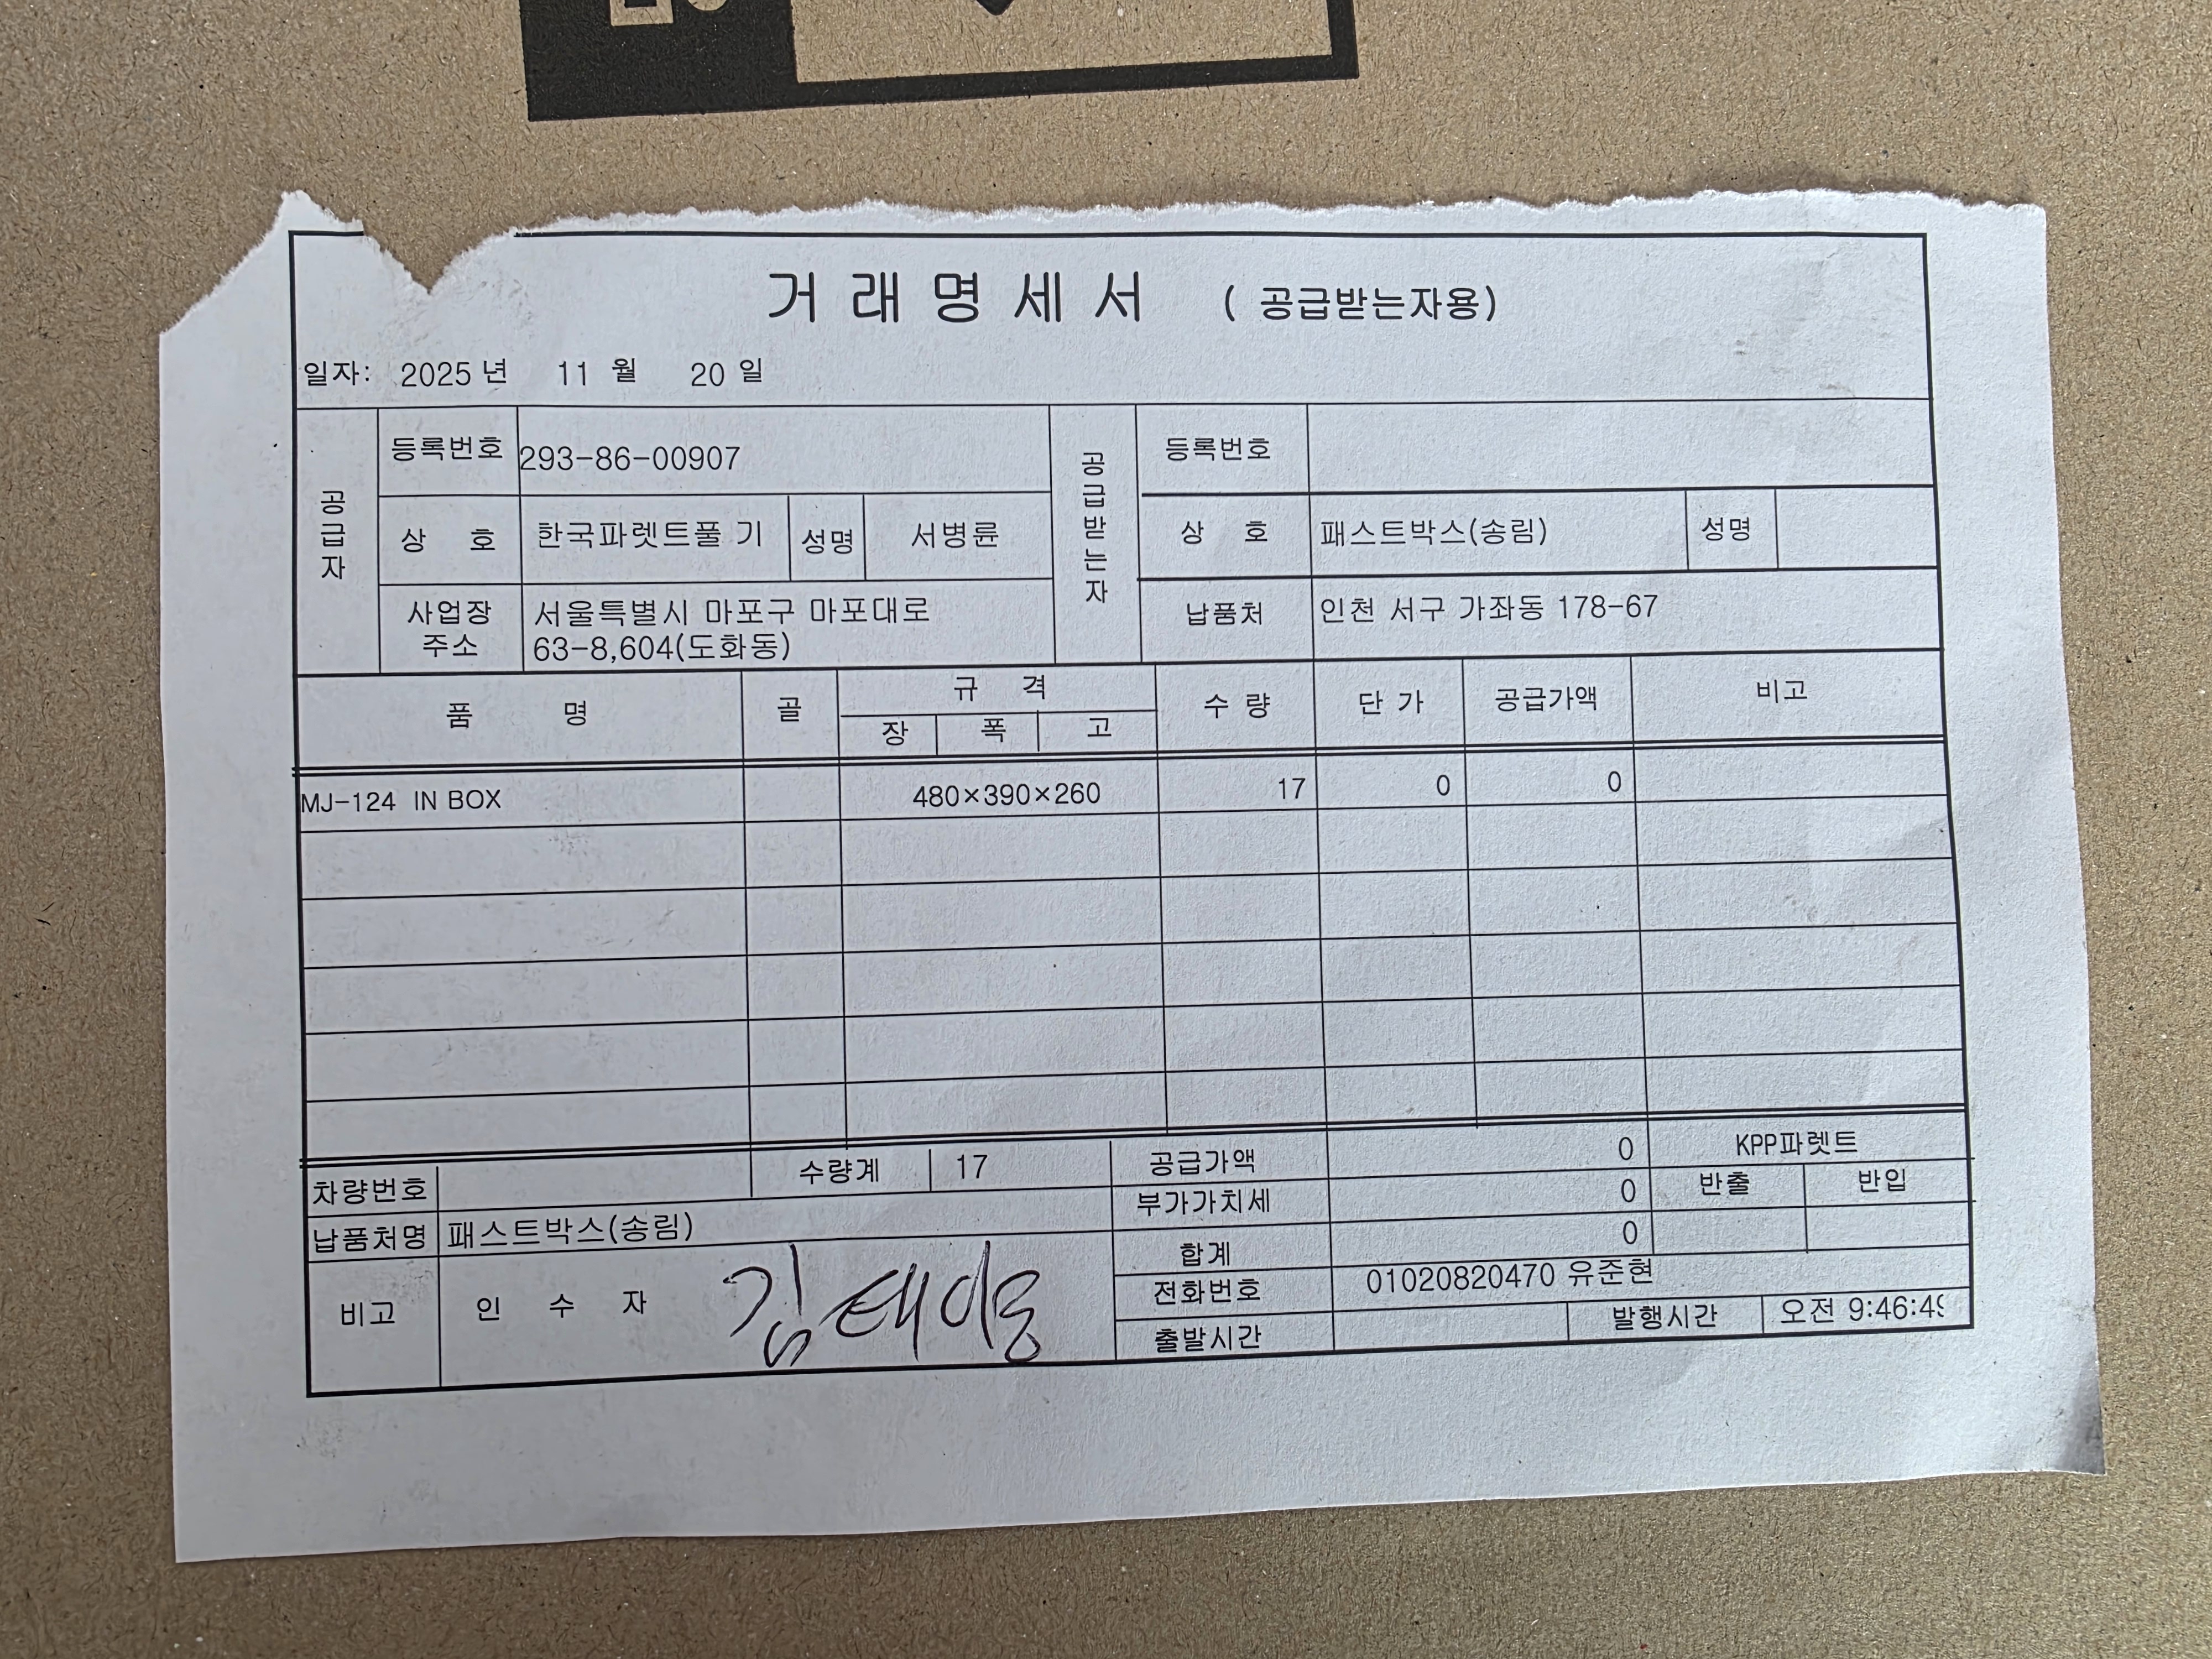 거 래 명 세 서 ( 공급받는자용)
일자: 2025 년 11 월 20 일
공급자
등록번호 293-86-00907
상 호 한국파렛트풀 기 성명 서병륜
사업장 주소 서울특별시 마포구 마포대로
63-8,604(도화동)
공급받는자
등록번호
상 호 패스트박스(송림) 성명
납품처 인천 서구 가좌동 178-67
품 명 골 규 격 수 량 단 가 공급가액 비고
장 폭 고
MJ-124 IN BOX 480×390×260 17 0 0
차량번호 수량계 17 공급가액 0 KPP파렛트
부가가치세 0 반출 반입
납품처명 패스트박스(송림) 합계 0
비고 인 수 자
전화번호 01020820470 유준현
출발시간 발행시간 오전 9:46:49